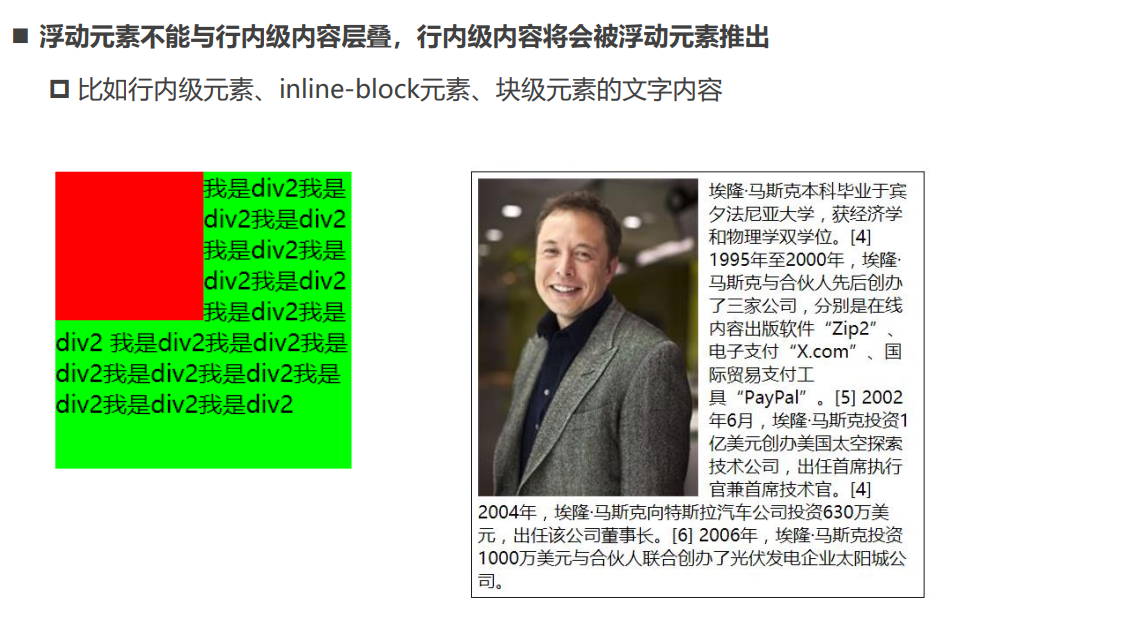 浮动元素不能与行内级内容层叠，行内级内容将会被浮动元素推出
比如行内级元素、inline-block元素、块级元素的文字内容
我是div2我是
div2我是div2
我是div2我是
div2我是div2
我是div2我是
div2 我是div2我是div2我是
div2我是div2我是div2我是
div2我是div2我是div2
埃隆·马斯克本科毕业于宾
夕法尼亚大学，获经济学
和物理学双学位。[4]
1995年至2000年，埃隆·
马斯克与合伙人先后创办
了三家公司，分别是在线
内容出版软件“Zip2”、
电子支付“X.com”、国
际贸易支付工
具“PayPal”。[5] 2002
年6月，埃隆·马斯克投资1
亿美元创办美国太空探索
技术公司，出任首席执行
官兼首席技术官。[4]
2004年，埃隆·马斯克向特斯拉汽车公司投资630万美
元，出任该公司董事长。[6] 2006年，埃隆·马斯克投资
1000万美元与合伙人联合创办了光伏发电企业太阳城公
司。